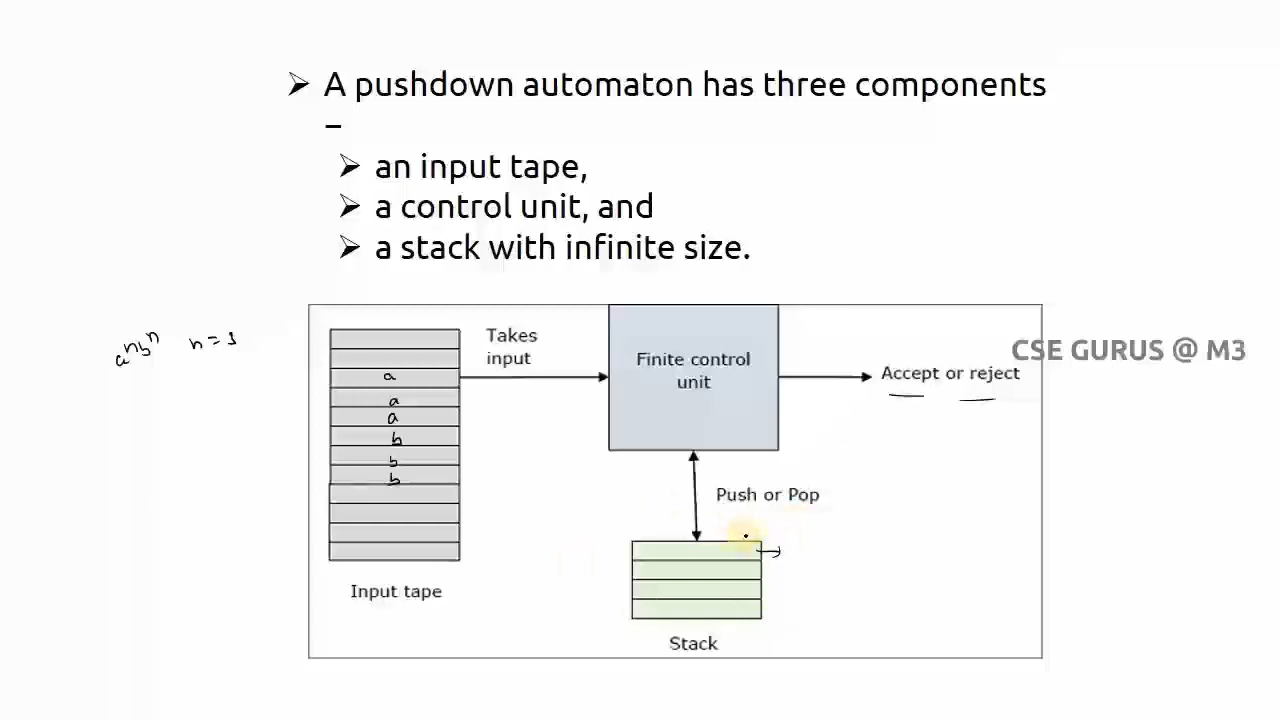 ➢ A pushdown automaton has three components
–
➢ an input tape,
➢ a control unit, and
➢ a stack with infinite size.
Takes
input
Finite control
unit
Accept or reject
Push or Pop
Input tape
Stack
CSE GURUS @ M3
aⁿbⁿ
a
a
a
b
b
b